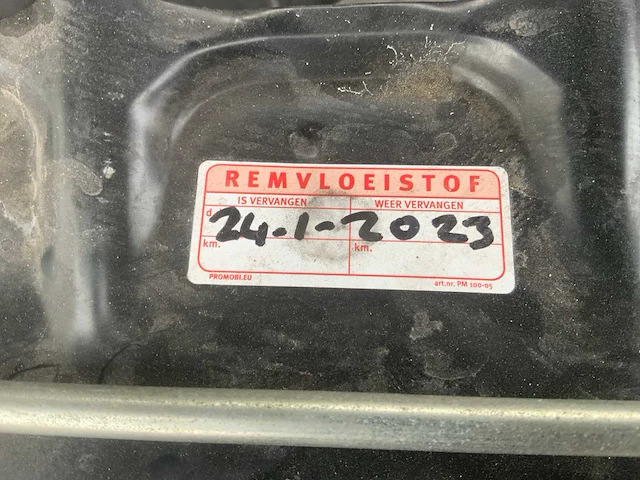 REMVLOEISTOF
IS VERVANGEN WEER VERVANGEN
d
24-1-2023
km. km.
PROMOBI.EU art.nr. PM 100-05